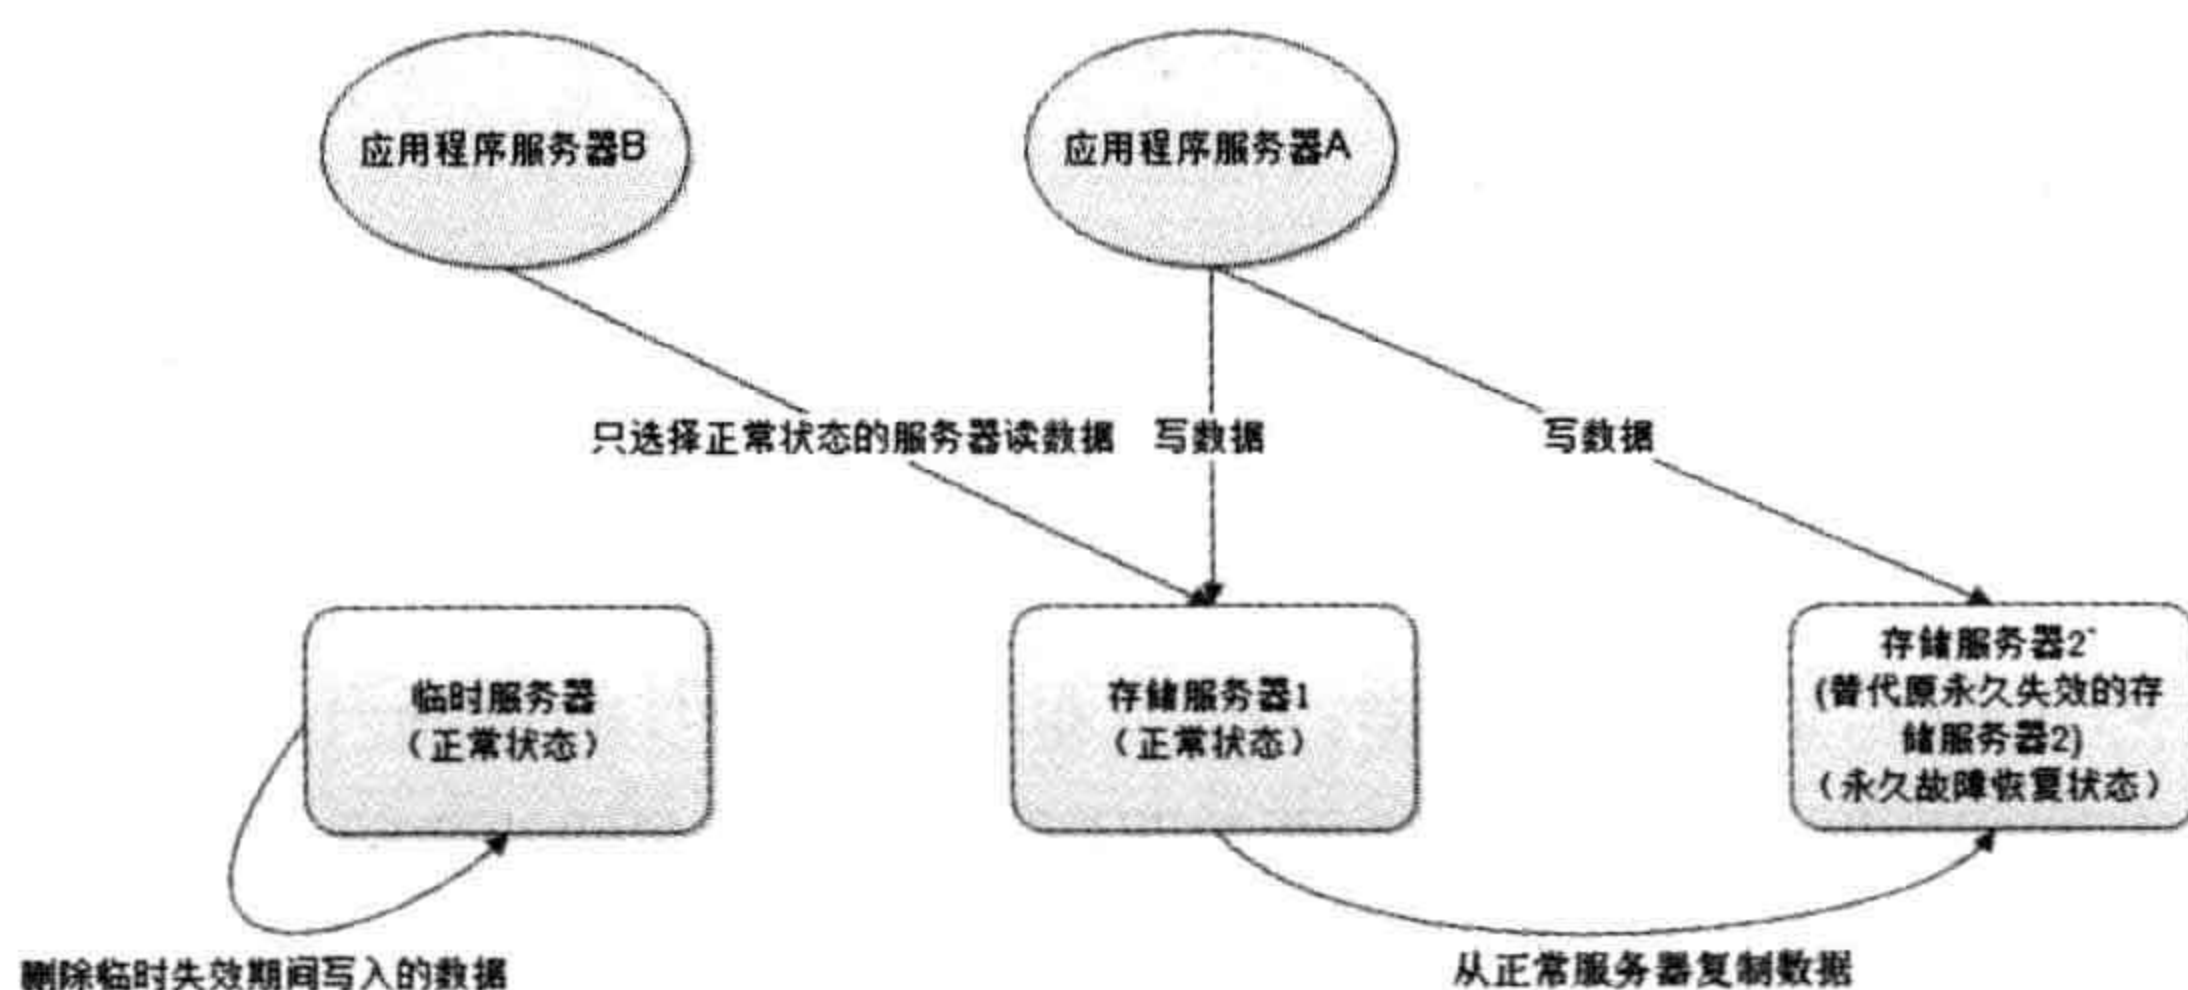 应用程序服务器B
应用程序服务器A
只选择正常状态的服务器读数据
写数据
写数据
临时服务器
（正常状态）
存储服务器1
（正常状态）
存储服务器2`
(替代原永久失效的存
储服务器2)
（永久故障恢复状态）
删除临时失效期间写入的数据
从正常服务器复制数据